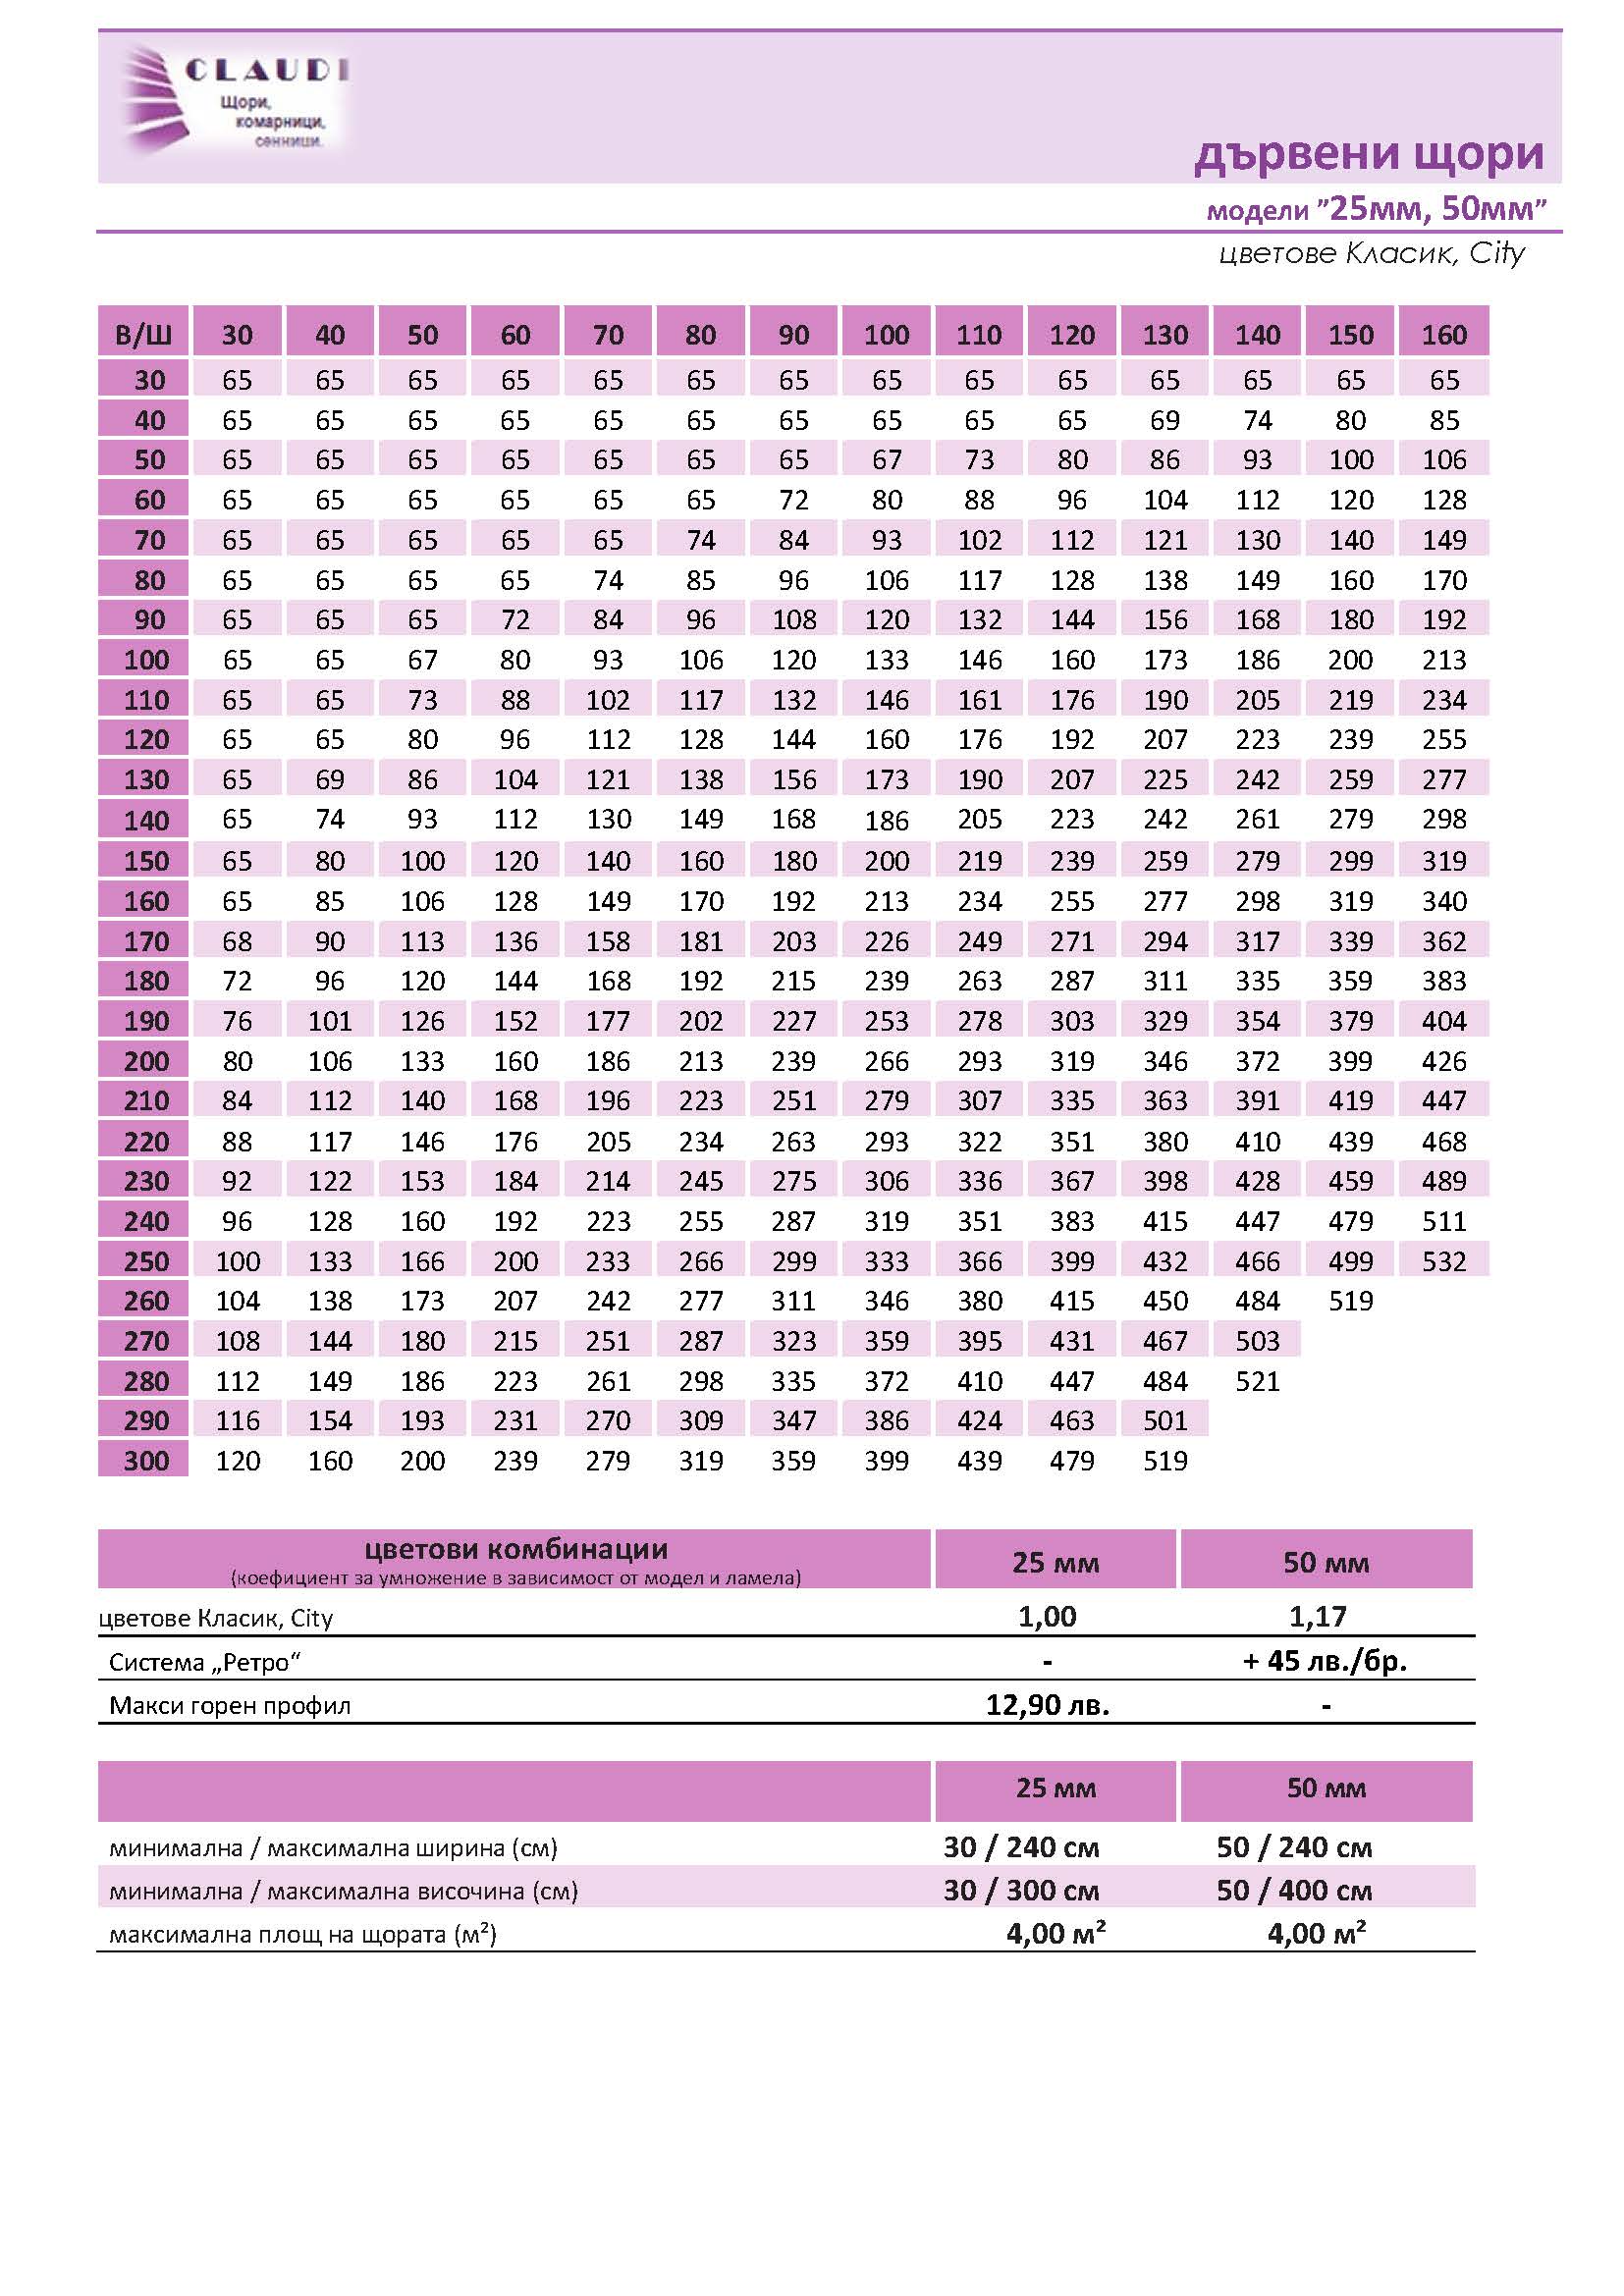 CLAUDI
Щори,
комарници,
сенници.
дървени щори
модели ”25мм, 50мм”
цветове Класик, City
В/Ш 30 40 50 60 70 80 90 100 110 120 130 140 150 160
30 65 65 65 65 65 65 65 65 65 65 65 65 65 65
40 65 65 65 65 65 65 65 65 65 65 69 74 80 85
50 65 65 65 65 65 65 65 67 73 80 86 93 100 106
60 65 65 65 65 65 65 72 80 88 96 104 112 120 128
70 65 65 65 65 65 74 84 93 102 112 121 130 140 149
80 65 65 65 65 74 85 96 106 117 128 138 149 160 170
90 65 65 65 72 84 96 108 120 132 144 156 168 180 192
100 65 65 67 80 93 106 120 133 146 160 173 186 200 213
110 65 65 73 88 102 117 132 146 161 176 190 205 219 234
120 65 65 80 96 112 128 144 160 176 192 207 223 239 255
130 65 69 86 104 121 138 156 173 190 207 225 242 259 277
140 65 74 93 112 130 149 168 186 205 223 242 261 279 298
150 65 80 100 120 140 160 180 200 219 239 259 279 299 319
160 65 85 106 128 149 170 192 213 234 255 277 298 319 340
170 68 90 113 136 158 181 203 226 249 271 294 317 339 362
180 72 96 120 144 168 192 215 239 263 287 311 335 359 383
190 76 101 126 152 177 202 227 253 278 303 329 354 379 404
200 80 106 133 160 186 213 239 266 293 319 346 372 399 426
210 84 112 140 168 196 223 251 279 307 335 363 391 419 447
220 88 117 146 176 205 234 263 293 322 351 380 410 439 468
230 92 122 153 184 214 245 275 306 336 367 398 428 459 489
240 96 128 160 192 223 255 287 319 351 383 415 447 479 511
250 100 133 166 200 233 266 299 333 366 399 432 466 499 532
260 104 138 173 207 242 277 311 346 380 415 450 484 519
270 108 144 180 215 251 287 323 359 395 431 467 503
280 112 149 186 223 261 298 335 372 410 447 484 521
290 116 154 193 231 270 309 347 386 424 463 501
300 120 160 200 239 279 319 359 399 439 479 519
цветови комбинации 25 мм 50 мм
(коефициент за умножение в зависимост от модел и ламела)
цветове Класик, City 1,00 1,17
Система „Ретро“ - + 45 лв./бр.
Макси горен профил 12,90 лв. -
25 мм 50 мм
минимална / максимална ширина (см) 30 / 240 см 50 / 240 см
минимална / максимална височина (см) 30 / 300 см 50 / 400 см
максимална площ на щората (м²) 4,00 м² 4,00 м²